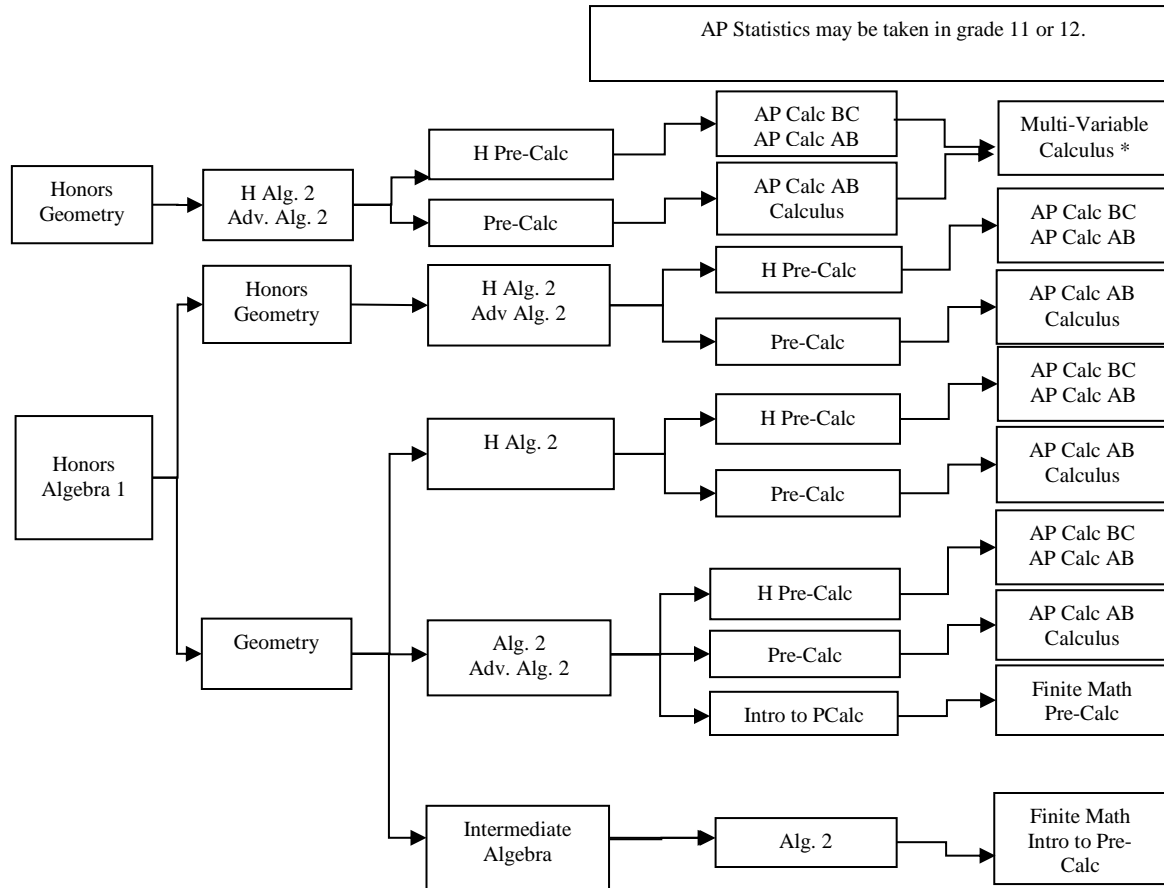 AP Statistics may be taken in grade 11 or 12.
Honors
Geometry
H Alg. 2
Adv. Alg. 2
H Pre-Calc
Pre-Calc
AP Calc BC
AP Calc AB
AP Calc AB
Calculus
Multi-Variable
Calculus *
Honors
Algebra 1
Honors
Geometry
H Alg. 2
Adv Alg. 2
H Pre-Calc
AP Calc BC
AP Calc AB
Pre-Calc
AP Calc AB
Calculus
Geometry
H Alg. 2
H Pre-Calc
AP Calc BC
AP Calc AB
Pre-Calc
AP Calc AB
Calculus
Alg. 2
Adv. Alg. 2
H Pre-Calc
AP Calc BC
AP Calc AB
Pre-Calc
AP Calc AB
Calculus
Intro to PCalc
Finite Math
Pre-Calc
Intermediate
Algebra
Alg. 2
Finite Math
Intro to Pre-
Calc